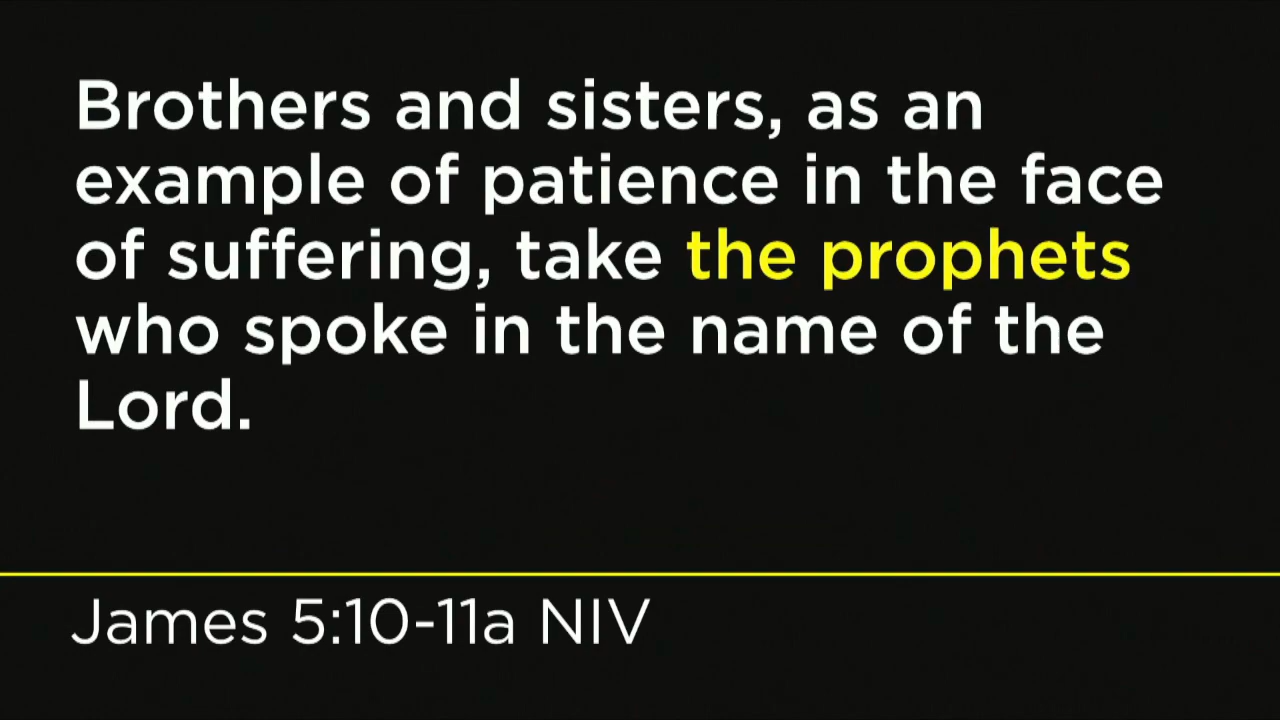 Brothers and sisters, as an
example of patience in the face
of suffering, take the prophets
who spoke in the name of the
Lord.
James 5:10-11a NIV